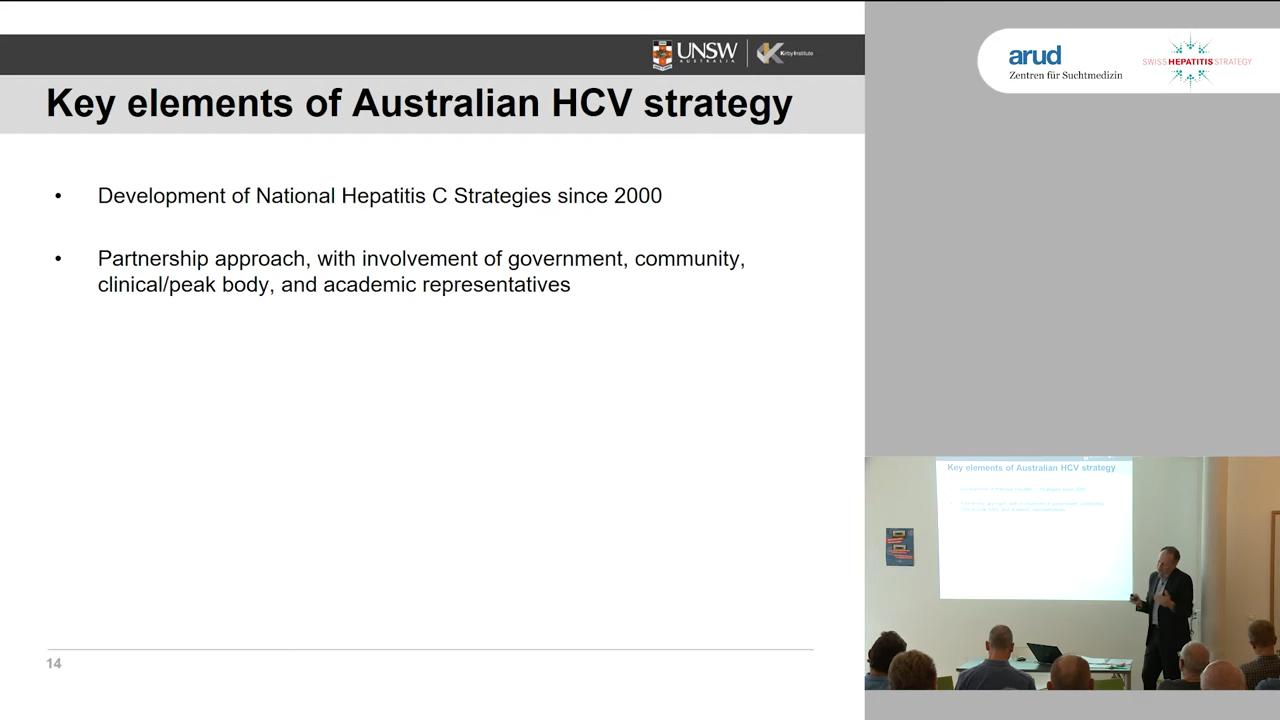 UNSW
AUSTRALIA
Kirby Institute
arud
Zentren für Suchtmedizin
SWISS HEPATITIS STRATEGY
Key elements of Australian HCV strategy
• Development of National Hepatitis C Strategies since 2000
• Partnership approach, with involvement of government, community,
clinical/peak body, and academic representatives
14
Key elements of Australian HCV strategy